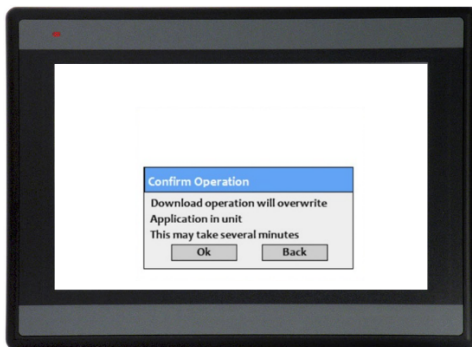 Confirm Operation
Download operation will overwrite
Application in unit
This may take several minutes
Ok
Back